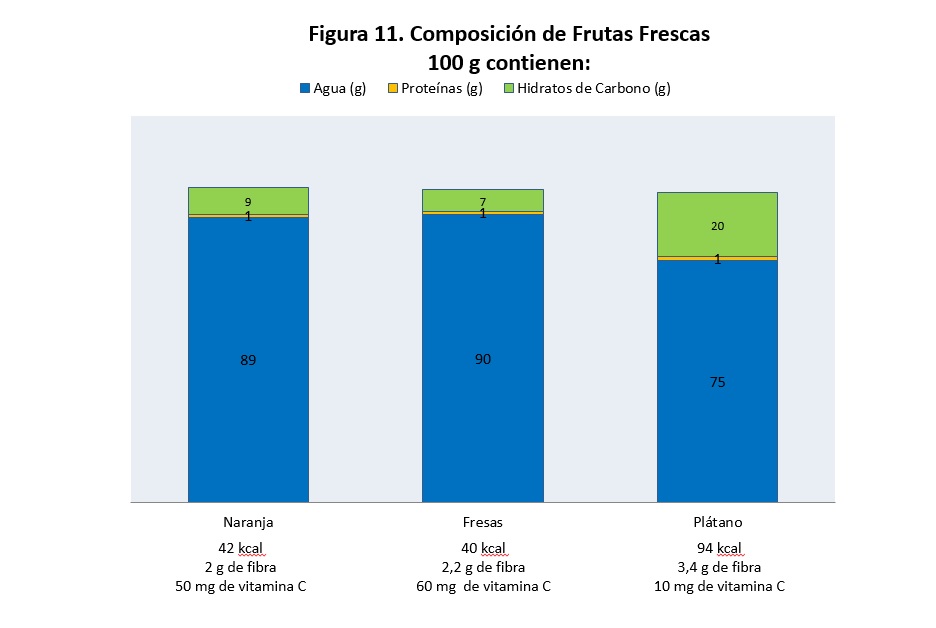 Figura 11. Composición de Frutas Frescas
100 g contienen:
Agua (g) Proteínas (g) Hidratos de Carbono (g)
9 7 20
1 1 1
89 90 75
Naranja Fresas Plátano
42 kcal 40 kcal 94 kcal
2 g de fibra 2,2 g de fibra 3,4 g de fibra
50 mg de vitamina C 60 mg  de vitamina C 10 mg de vitamina C